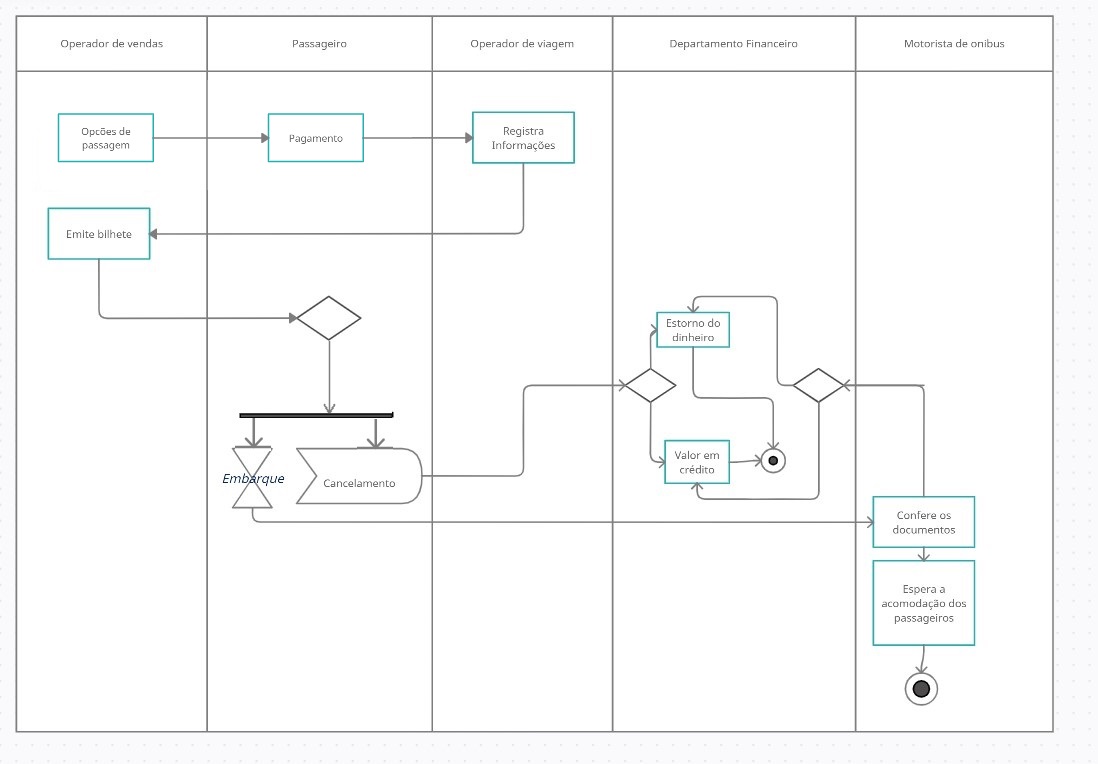 Operador de vendas
Passageiro
Operador de viagem
Departamento Financeiro
Motorista de onibus
Opcões de
passagem
Pagamento
Registra
Informações
Emite bilhete
Estorno do
dinheiro
Valor em
crédito
Embarque
Cancelamento
Confere os
documentos
Espera a
acomodação dos
passageiros